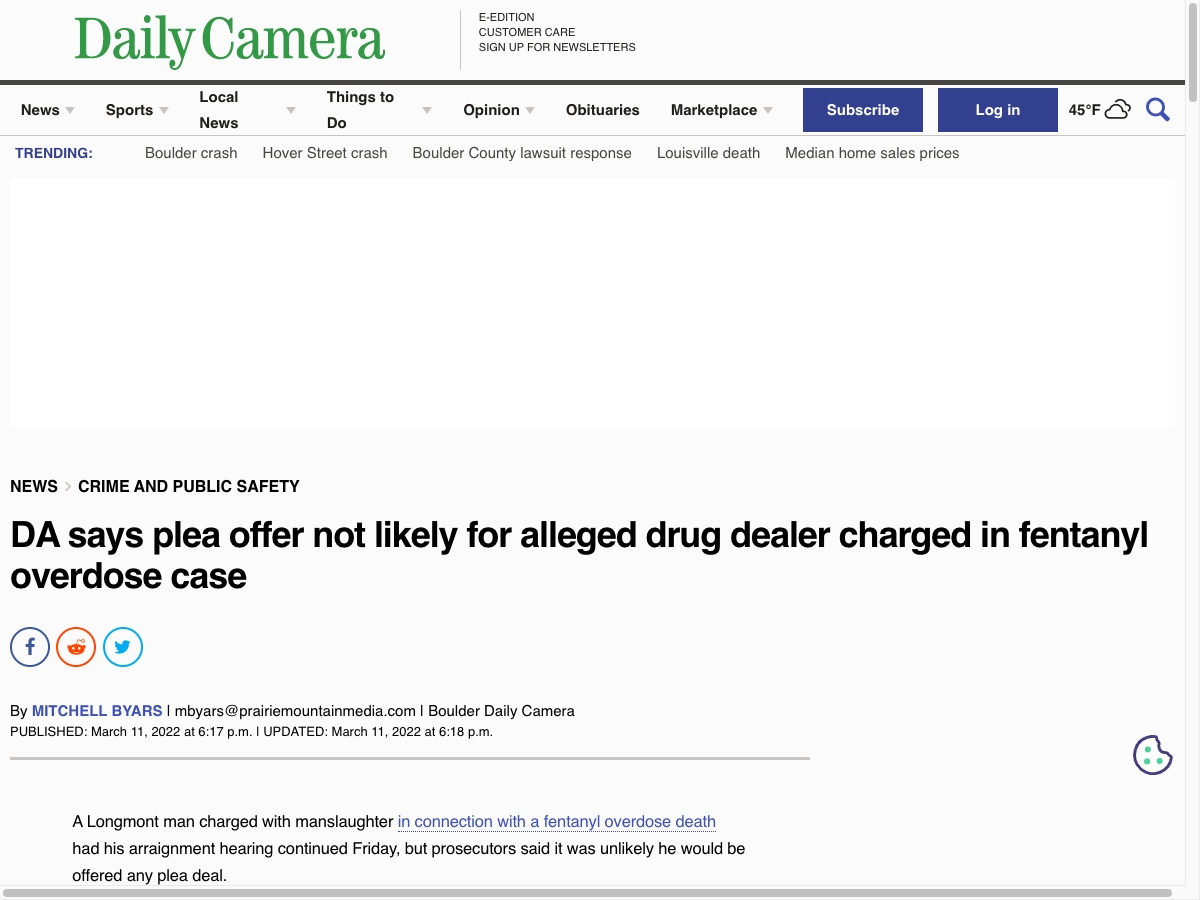 Daily Camera
E-EDITION
CUSTOMER CARE
SIGN UP FOR NEWSLETTERS
News Sports Local News Things to Do Opinion Obituaries Marketplace Subscribe Log in 45°F
TRENDING: Boulder crash Hover Street crash Boulder County lawsuit response Louisville death Median home sales prices
NEWS > CRIME AND PUBLIC SAFETY
DA says plea offer not likely for alleged drug dealer charged in fentanyl
overdose case
By MITCHELL BYARS | mbyars@prairiemountainmedia.com | Boulder Daily Camera
PUBLISHED: March 11, 2022 at 6:17 p.m. | UPDATED: March 11, 2022 at 6:18 p.m.
A Longmont man charged with manslaughter in connection with a fentanyl overdose death
had his arraignment hearing continued Friday, but prosecutors said it was unlikely he would be
offered any plea deal.